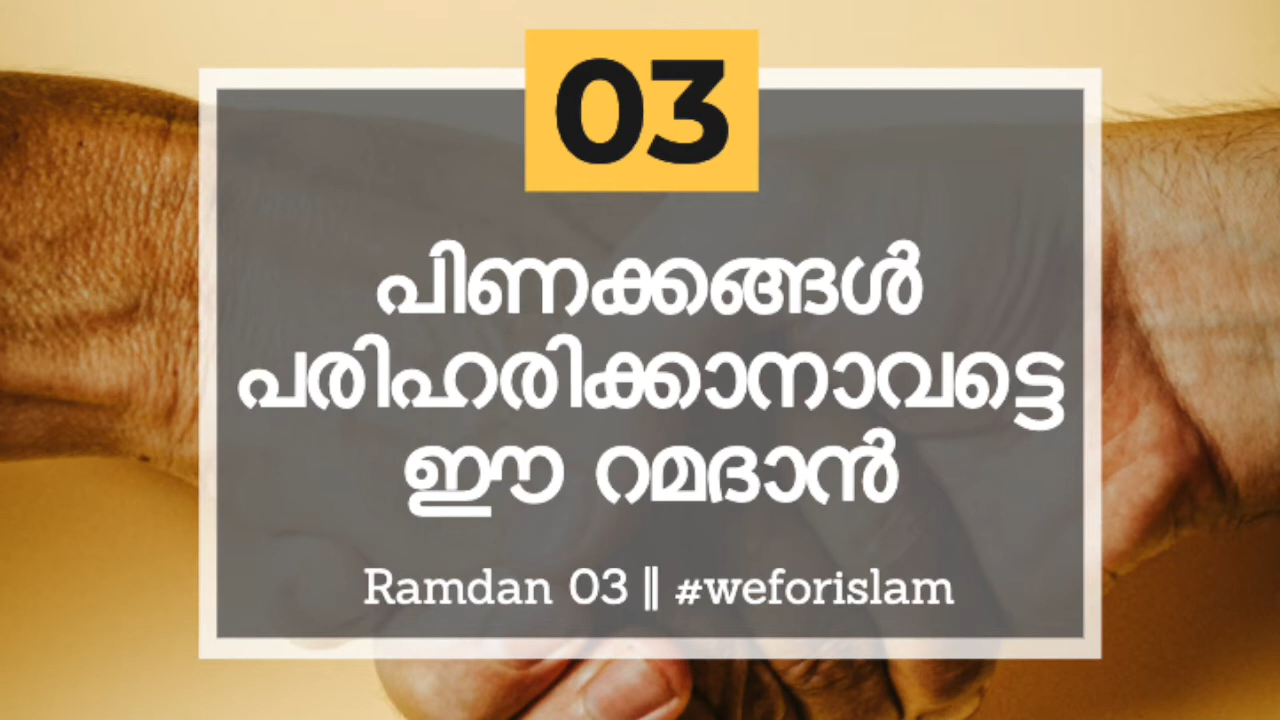 03
പിണക്കങ്ങൾ
പരിഹരിക്കാനാവട്ടെ
ഈ റമദാൻ
Ramdan 03 || #weforislam